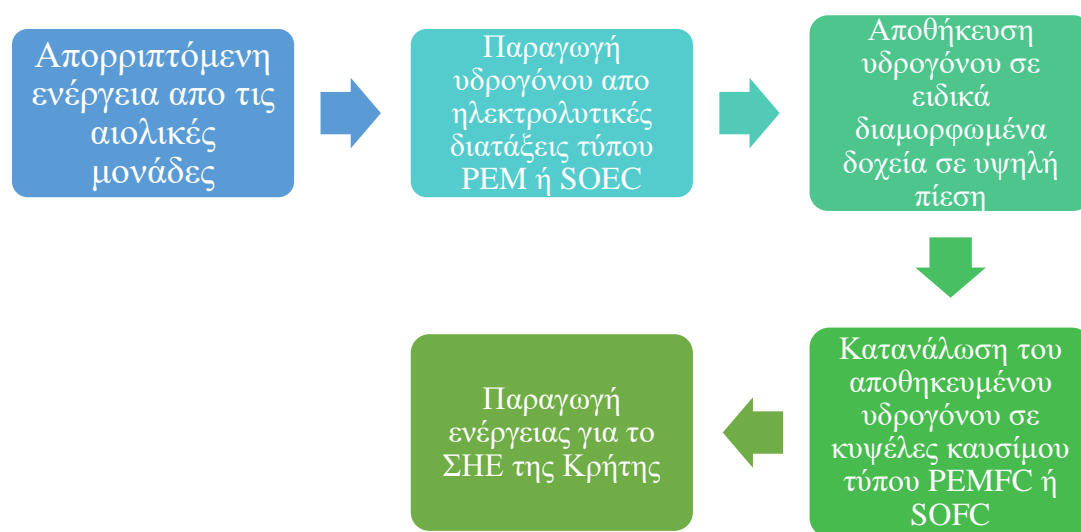 Απορριπτόμενη
ενέργεια απο τις
αιολικές
μονάδες
Παραγωγή
υδρογόνου απο
ηλεκτρολυτικές
διατάξεις τύπου
PEM ή SOEC
Αποθήκευση
υδρογόνου σε
ειδικά
διαμορφωμένα
δοχεία σε υψηλή
πίεση
Κατανάλωση του
αποθηκευμένου
υδρογόνου σε
κυψέλες καυσίμου
τύπου PEMFC ή
SOFC
Παραγωγή
ενέργειας για το
ΣΗΕ της Κρήτης